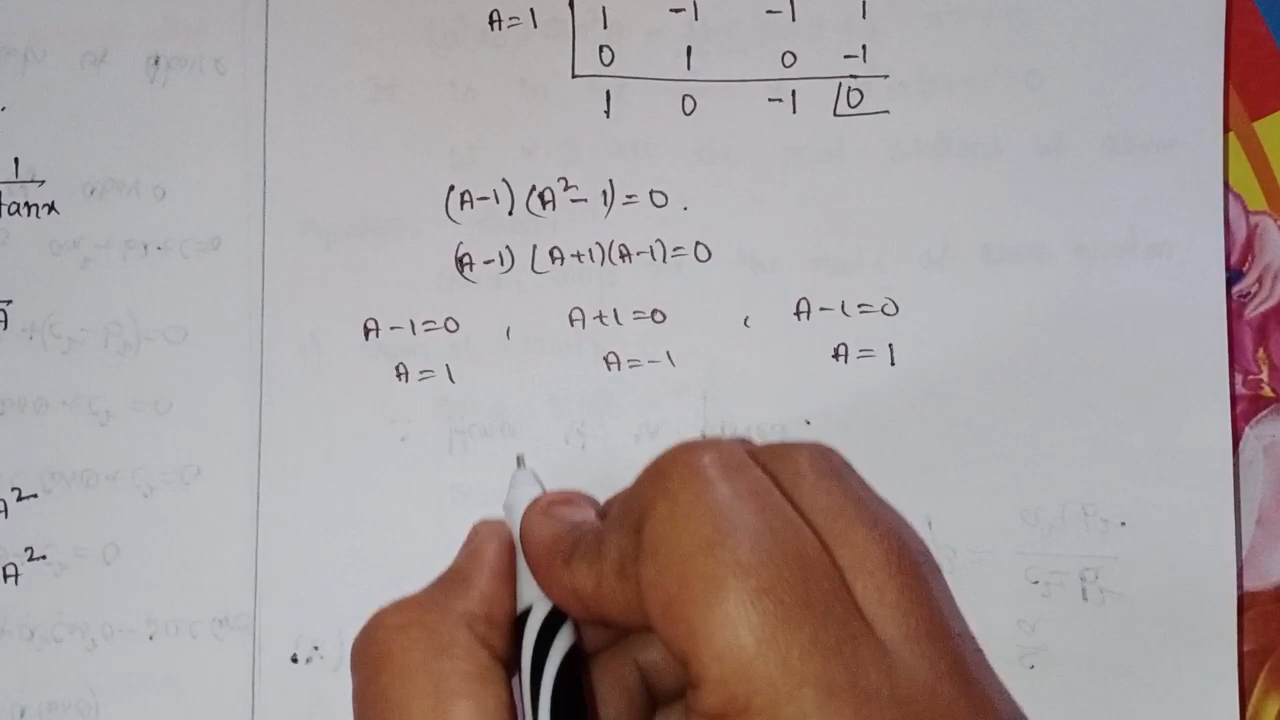 A=1 | 1 -1 -1 1
0 1 0 -1
1 0 -1 0
(A-1) (A²-1)=0.
(A-1) [A+1)(A-1)=0
A-1=0 , A+1=0 , A-1=0
A=1 A=-1 A=1
1
tanx
A²
A²